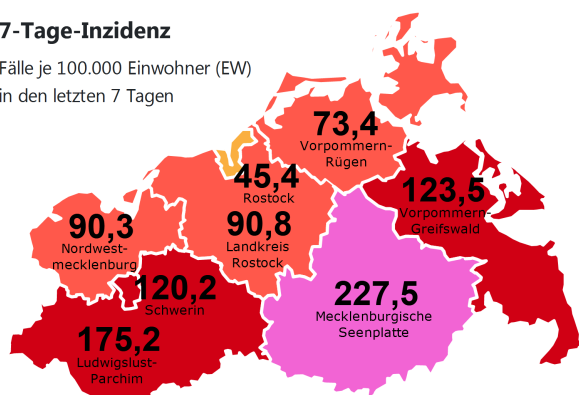 7-Tage-Inzidenz
Fälle je 100.000 Einwohner (EW)
in den letzten 7 Tagen
73,4
Vorpommern-
Rügen
45,4
Rostock
123,5
Vorpommern-
Greifswald
90,3
Nordwest-
mecklenburg
90,8
Landkreis
Rostock
120,2
Schwerin
227,5
Mecklenburgische
Seenplatte
175,2
Ludwigslust-
Parchim